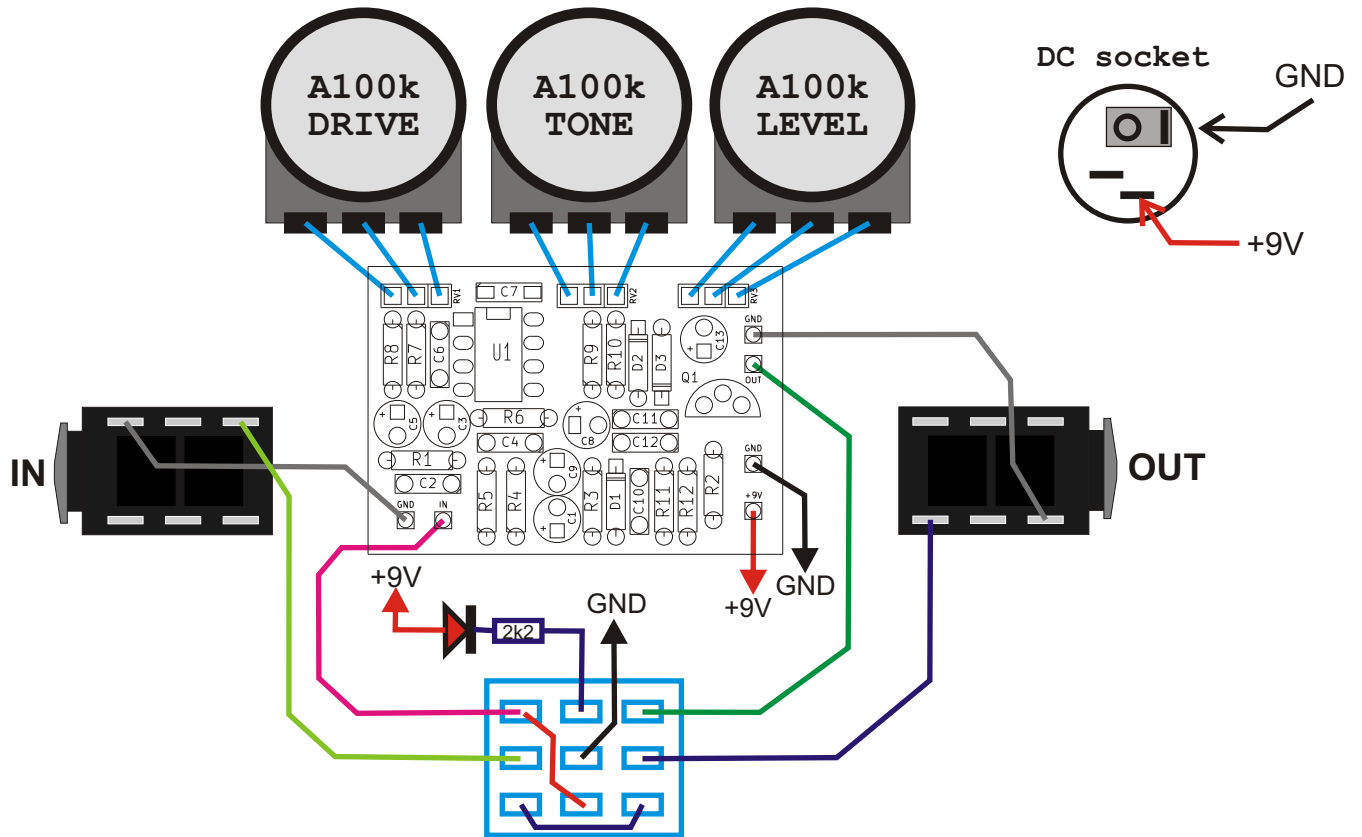 A100k
DRIVE
A100k
TONE
A100k
LEVEL
DC socket
GND
+9V
RV1
C7
RV2
RV3
R8
R7
C6
U1
R9
R10
D2
D3
+
C13
GND
OUT
Q1
+
C5
+
C3
R6
+
C8
C11
C12
R1
C4
C2
R5
R4
+
C9
+
C1
R3
D1
C10
R11
R12
R2
GND
+9V
GND
IN
IN
OUT
+9V
2k2
GND
+9V
GND